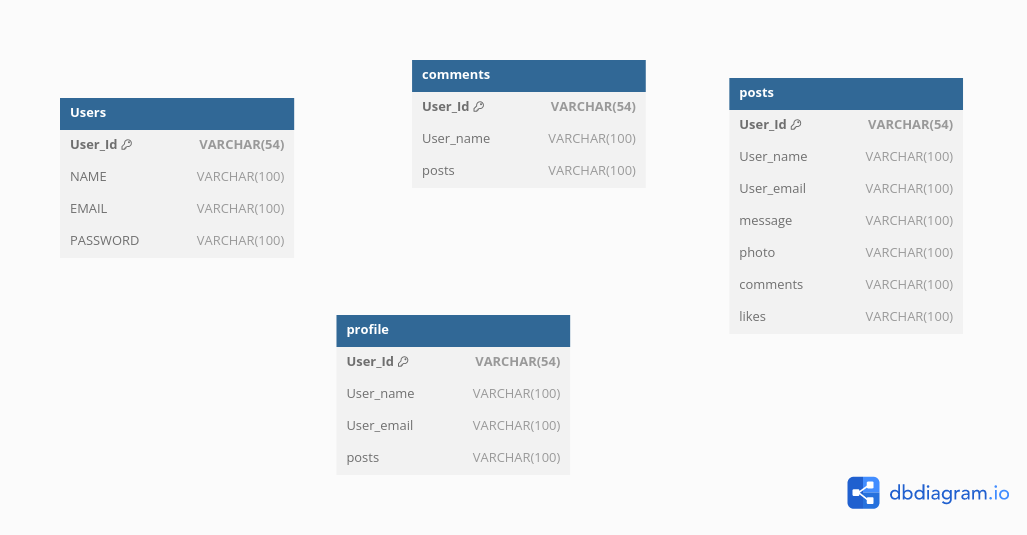 Users
User_Id VARCHAR(54)
NAME VARCHAR(100)
EMAIL VARCHAR(100)
PASSWORD VARCHAR(100)
comments
User_Id VARCHAR(54)
User_name VARCHAR(100)
posts VARCHAR(100)
posts
User_Id VARCHAR(54)
User_name VARCHAR(100)
User_email VARCHAR(100)
message VARCHAR(100)
photo VARCHAR(100)
comments VARCHAR(100)
likes VARCHAR(100)
profile
User_Id VARCHAR(54)
User_name VARCHAR(100)
User_email VARCHAR(100)
posts VARCHAR(100)
dbdiagram.io